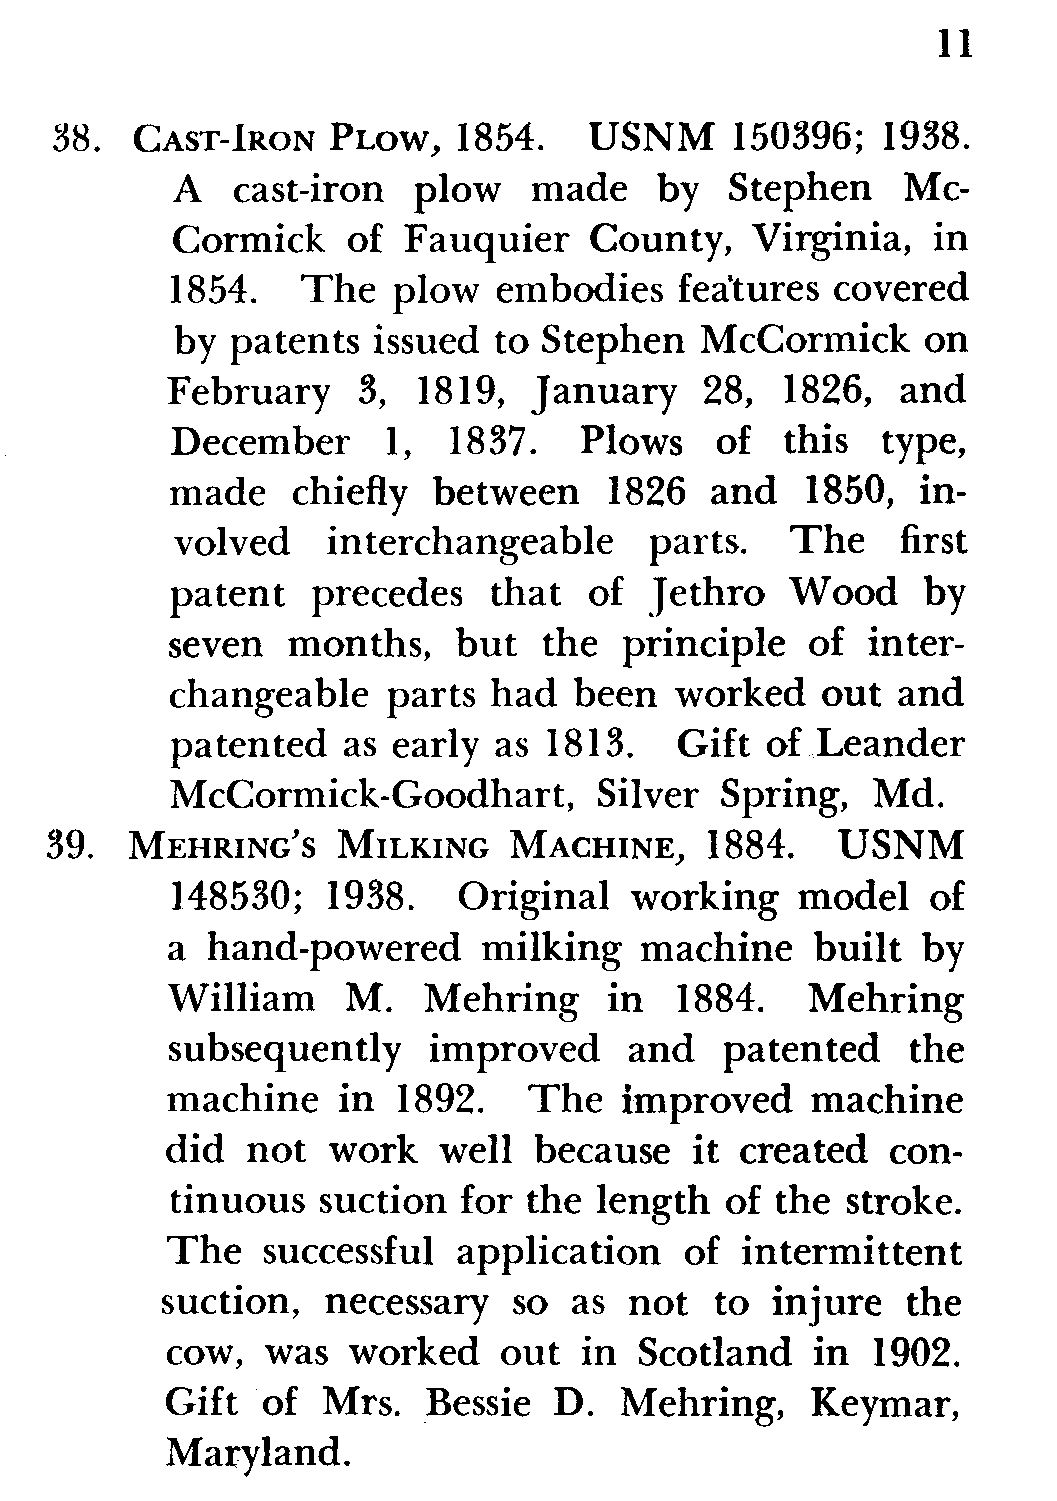 11
38. Cast-Iron Plow, 1854. USNM 150396; 1938.
A cast-iron plow made by Stephen Mc-
Cormick of Fauquier County, Virginia, in
1854. The plow embodies features covered
by patents issued to Stephen McCormick on
February 3, 1819, January 28, 1826, and
December 1, 1837. Plows of this type,
made chiefly between 1826 and 1850, in-
volved interchangeable parts. The first
patent precedes that of Jethro Wood by
seven months, but the principle of inter-
changeable parts had been worked out and
patented as early as 1813. Gift of Leander
McCormick-Goodhart, Silver Spring, Md.
39. Mehring's Milking Machine, 1884. USNM
148530; 1938. Original working model of
a hand-powered milking machine built by
William M. Mehring in 1884. Mehring
subsequently improved and patented the
machine in 1892. The improved machine
did not work well because it created con-
tinuous suction for the length of the stroke.
The successful application of intermittent
suction, necessary so as not to injure the
cow, was worked out in Scotland in 1902.
Gift of Mrs. Bessie D. Mehring, Keymar,
Maryland.